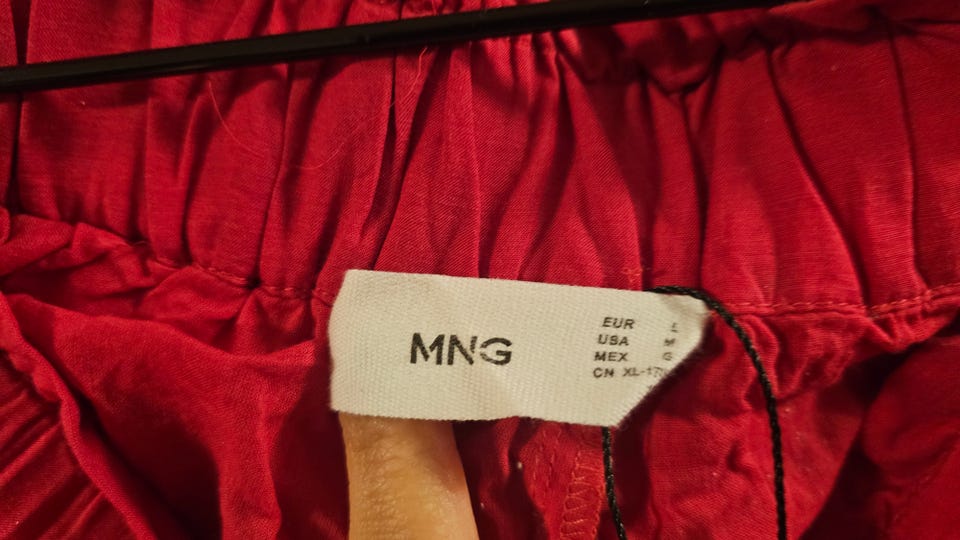 MNG
EUR L
USA M
MEX G
CN XL-17